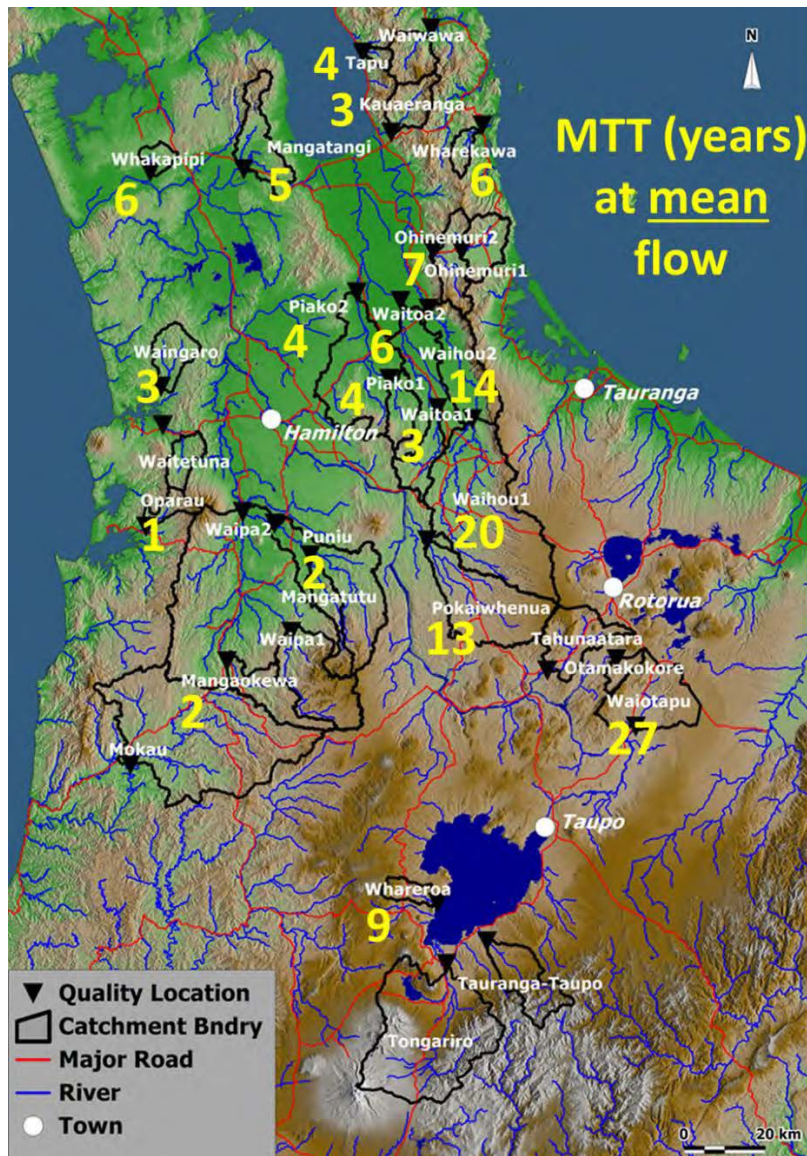 Waiwawa
N
4
Tapu
3
Kauaeranga
MTT (years)
at mean
flow
Whakapipi
6
Mangatangi
5
Wharekawa
6
Ohinemuri2
7
Ohinemuri1
Piako2
4
Waitoa2
6
Waihou2
14
Waingaro
3
Piako1
4
Waitoa1
3
Tauranga
Hamilton
Waitetuna
Oparau
1
Waipa2
Puniu
2
Mangatutu
Waipa1
Waihou1
20
Rotorua
Pokaiwhenua
13
Tahunaatara
Otamakokore
Waiotapu
27
Mangaokewa
2
Mokau
Taupo
Whareroa
9
Tauranga-Taupo
Tongariro
Quality Location
Catchment Bndry
Major Road
River
Town
0 20 km